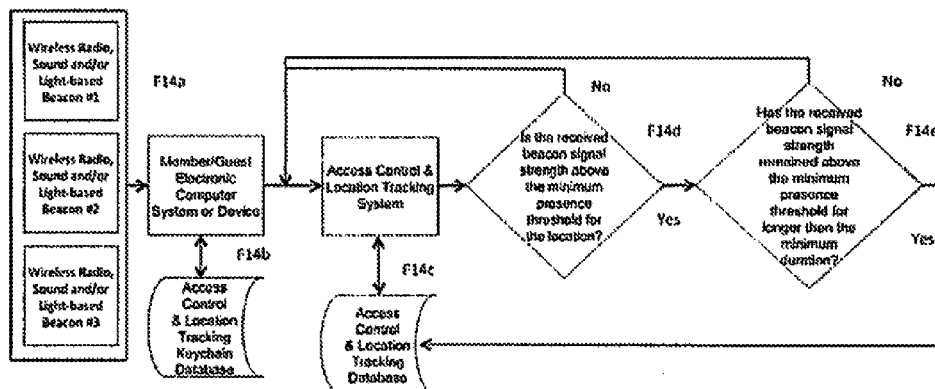 Wireless Radio,
Sound and/or
Light-based
Beacon #1
F14a
Wireless Radio,
Sound and/or
Light-based
Beacon #2
Wireless Radio,
Sound and/or
Light-based
Beacon #3
Member/Guest
Electronic
Computer
System or Device
F14b
Access
Control
& Location
Tracking
Keychain
Database
Access Control &
Location Tracking
System
F14c
Access
Control
& Location
Tracking
Database
No
Is the received
beacon signal
strength above
the minimum
presence
threshold for
the location?
F14d
Yes
No
Has the received
beacon signal
strength
remained above
the minimum
presence
threshold for
longer then the
minimum
duration?
F14e
Yes